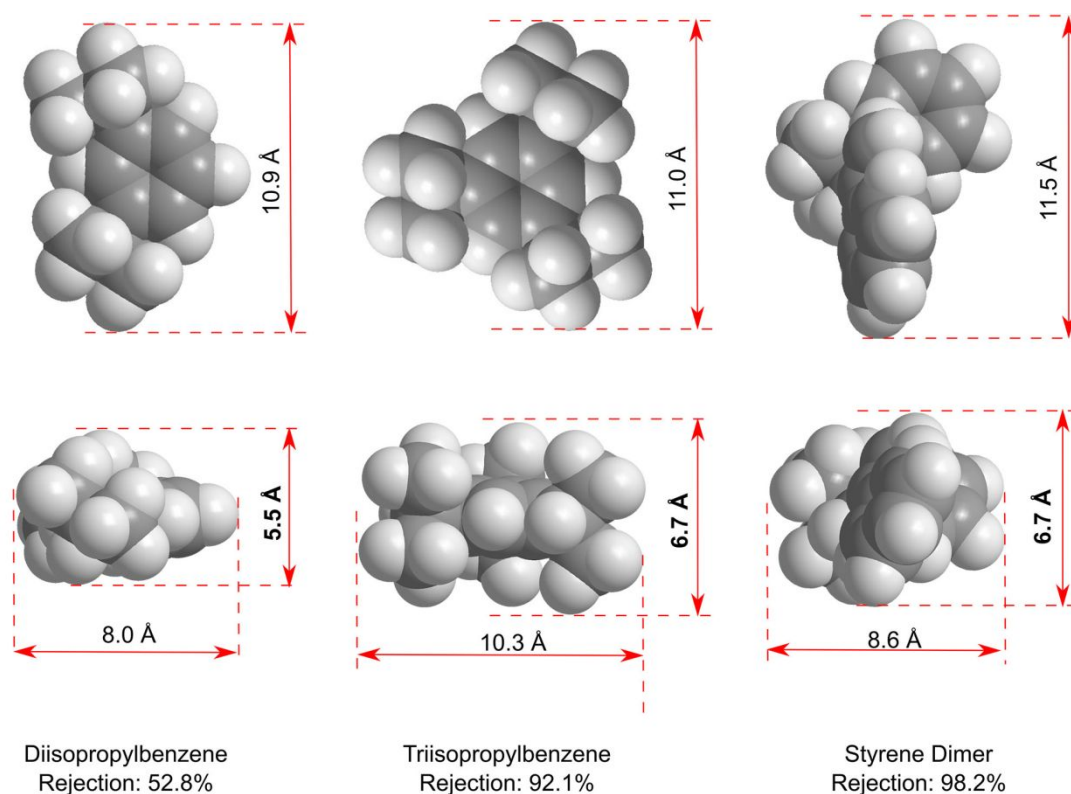 10.9 Å
11.0 Å
11.5 Å
5.5 Å
6.7 Å
6.7 Å
8.0 Å
10.3 Å
8.6 Å
Diisopropylbenzene
Rejection: 52.8%
Triisopropylbenzene
Rejection: 92.1%
Styrene Dimer
Rejection: 98.2%